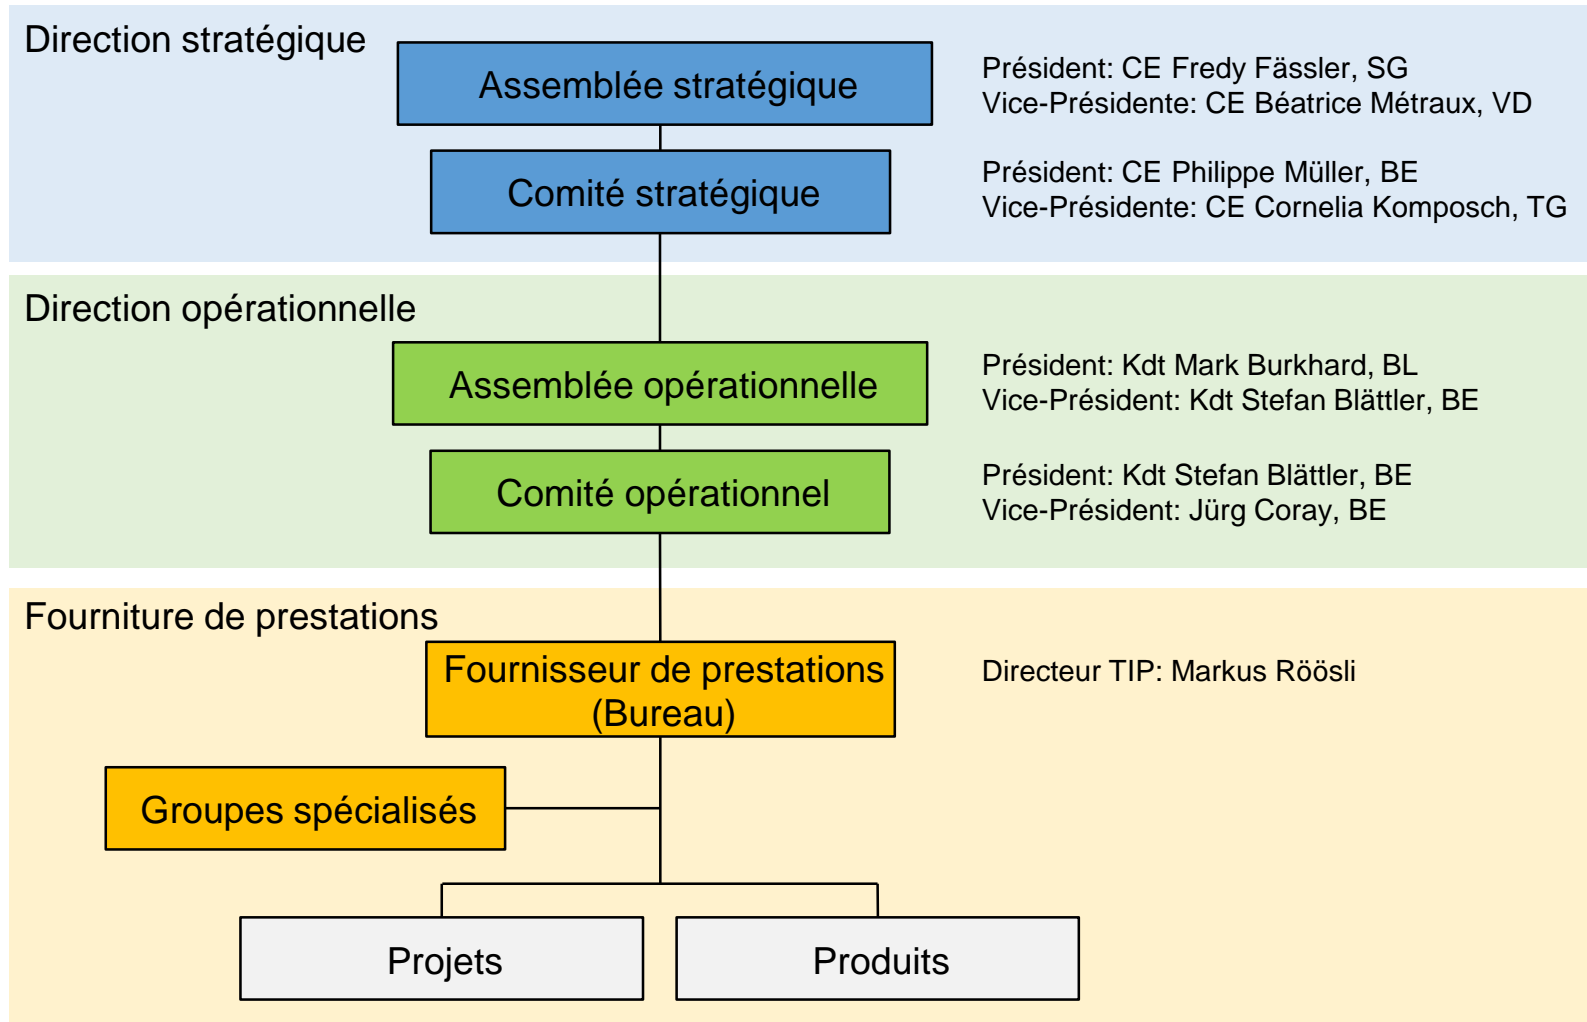 Direction stratégique
Assemblée stratégique
Président: CE Fredy Fässler, SG
Vice-Présidente: CE Béatrice Métraux, VD
Comité stratégique
Président: CE Philippe Müller, BE
Vice-Présidente: CE Cornelia Komposch, TG
Direction opérationnelle
Assemblée opérationnelle
Président: Kdt Mark Burkhard, BL
Vice-Président: Kdt Stefan Blättler, BE
Comité opérationnel
Président: Kdt Stefan Blättler, BE
Vice-Président: Jürg Coray, BE
Fourniture de prestations
Fournisseur de prestations
(Bureau)
Directeur TIP: Markus Röösli
Groupes spécialisés
Projets
Produits